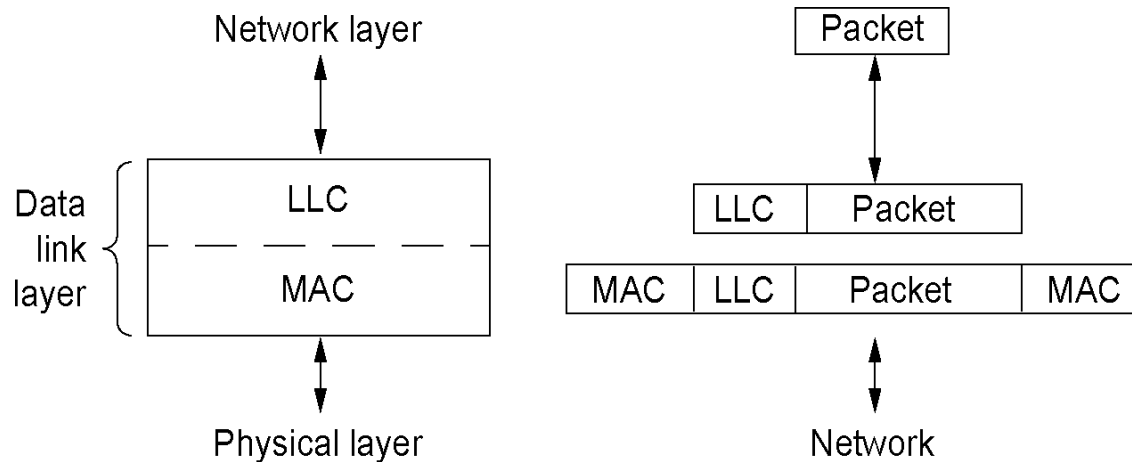 Network layer
Data
link
layer
LLC
MAC
Physical layer
Packet
LLC Packet
MAC LLC Packet MAC
Network